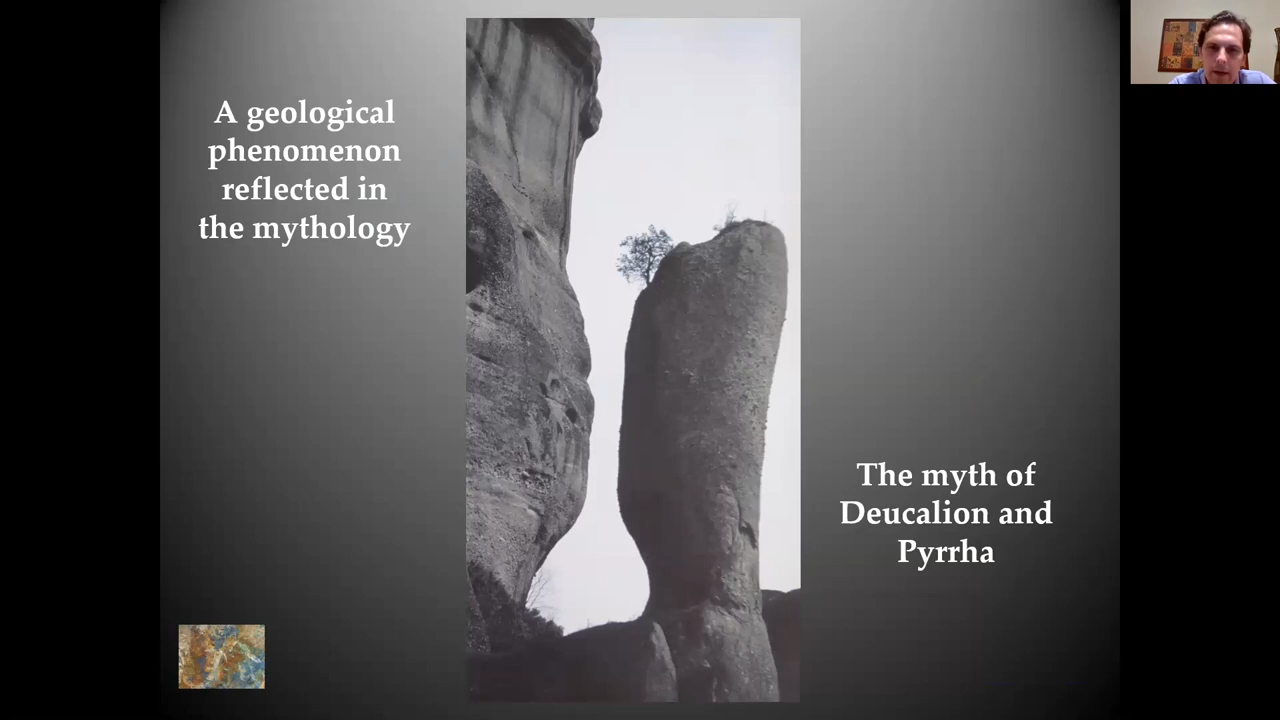 A geological
phenomenon
reflected in
the mythology
The myth of
Deucalion and
Pyrrha